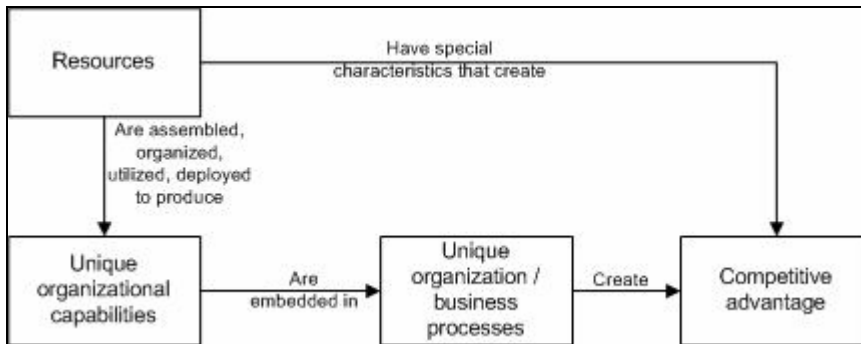 Resources
Have special
characteristics that create
Are assembled,
organized,
utilized, deployed
to produce
Unique
organizational
capabilities
Are
embedded in
Unique
organization /
business
processes
Create
Competitive
advantage